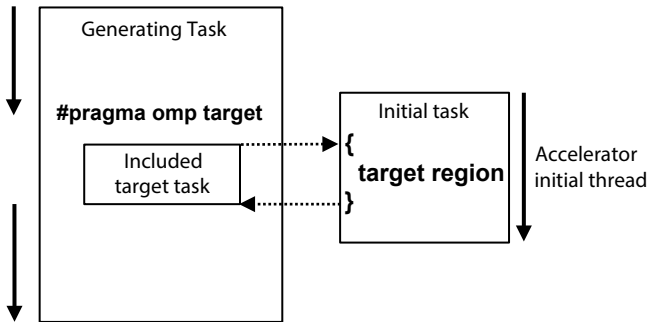 Generating Task
#pragma omp target
Included
target task
Initial task
{
target region
}
Accelerator
initial thread